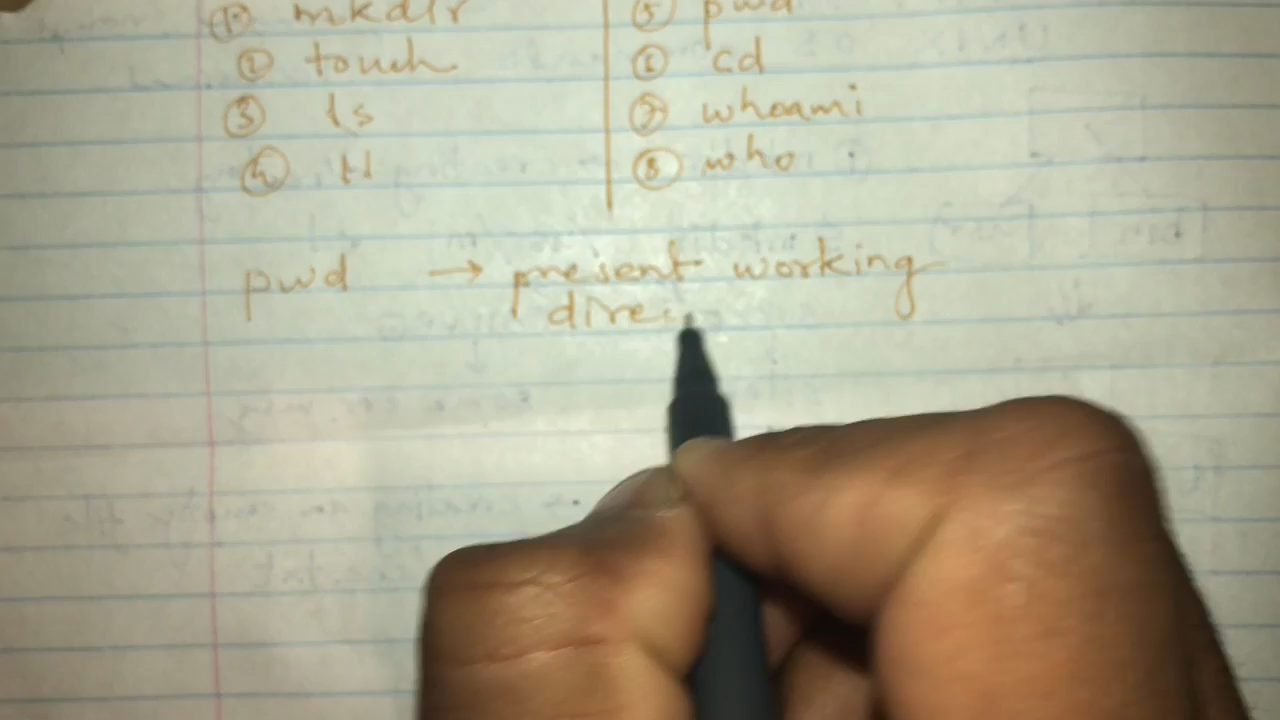 ① mkdir
② touch
③ ls
④ ll
⑤ pwd
⑥ cd
⑦ whoami
⑧ who
pwd → present working
direc